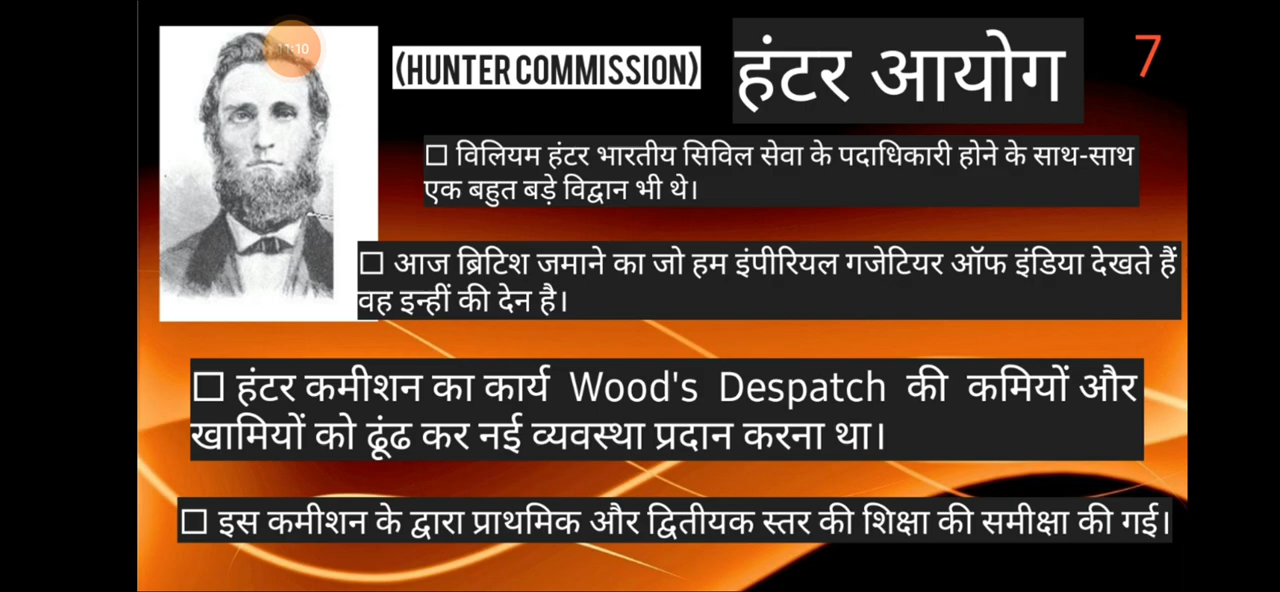 11:10
(HUNTER COMMISSION)
हंटर आयोग
7
□ विलियम हंटर भारतीय सिविल सेवा के पदाधिकारी होने के साथ-साथ
एक बहुत बड़े विद्वान भी थे।
□ आज ब्रिटिश जमाने का जो हम इंपीरियल गजेटियर ऑफ इंडिया देखते हैं
वह इन्हीं की देन है।
□ हंटर कमीशन का कार्य Wood's Despatch की कमियों और
खामियों को ढूंढ कर नई व्यवस्था प्रदान करना था।
□ इस कमीशन के द्वारा प्राथमिक और द्वितीयक स्तर की शिक्षा की समीक्षा की गई।